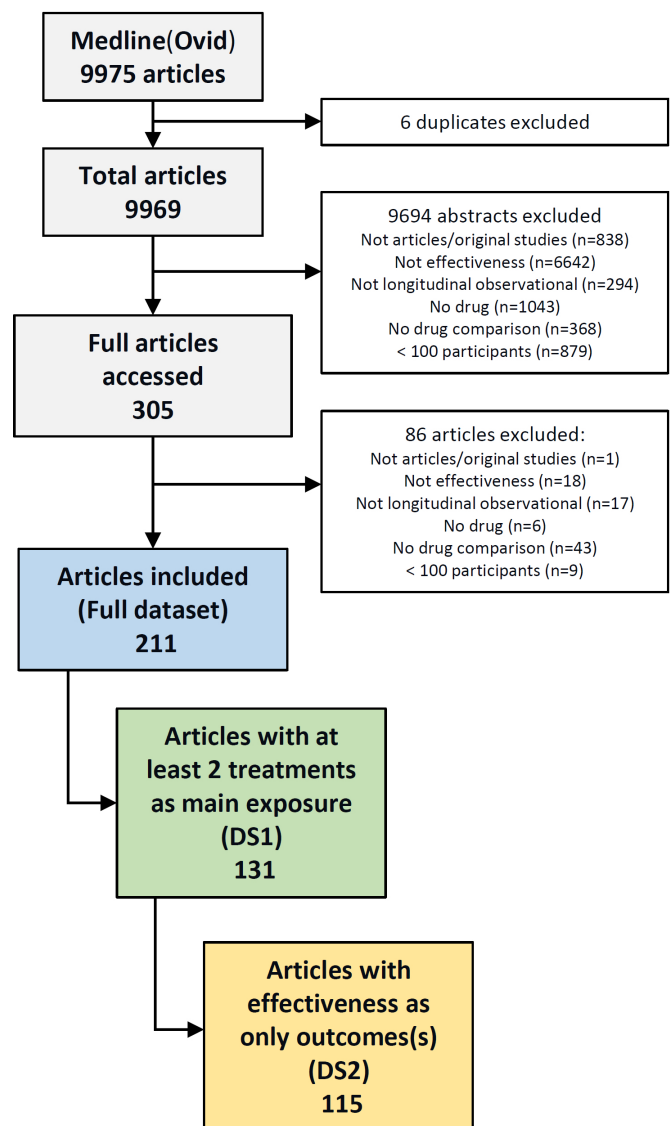 Medline(Ovid)
9975 articles
6 duplicates excluded
Total articles
9969
9694 abstracts excluded
Not articles/original studies (n=838)
Not effectiveness (n=6642)
Not longitudinal observational (n=294)
No drug (n=1043)
No drug comparison (n=368)
< 100 participants (n=879)
Full articles
accessed
305
86 articles excluded:
Not articles/original studies (n=1)
Not effectiveness (n=18)
Not longitudinal observational (n=17)
No drug (n=6)
No drug comparison (n=43)
< 100 participants (n=9)
Articles included
(Full dataset)
211
Articles with at
least 2 treatments
as main exposure
(DS1)
131
Articles with
effectiveness as
only outcomes(s)
(DS2)
115